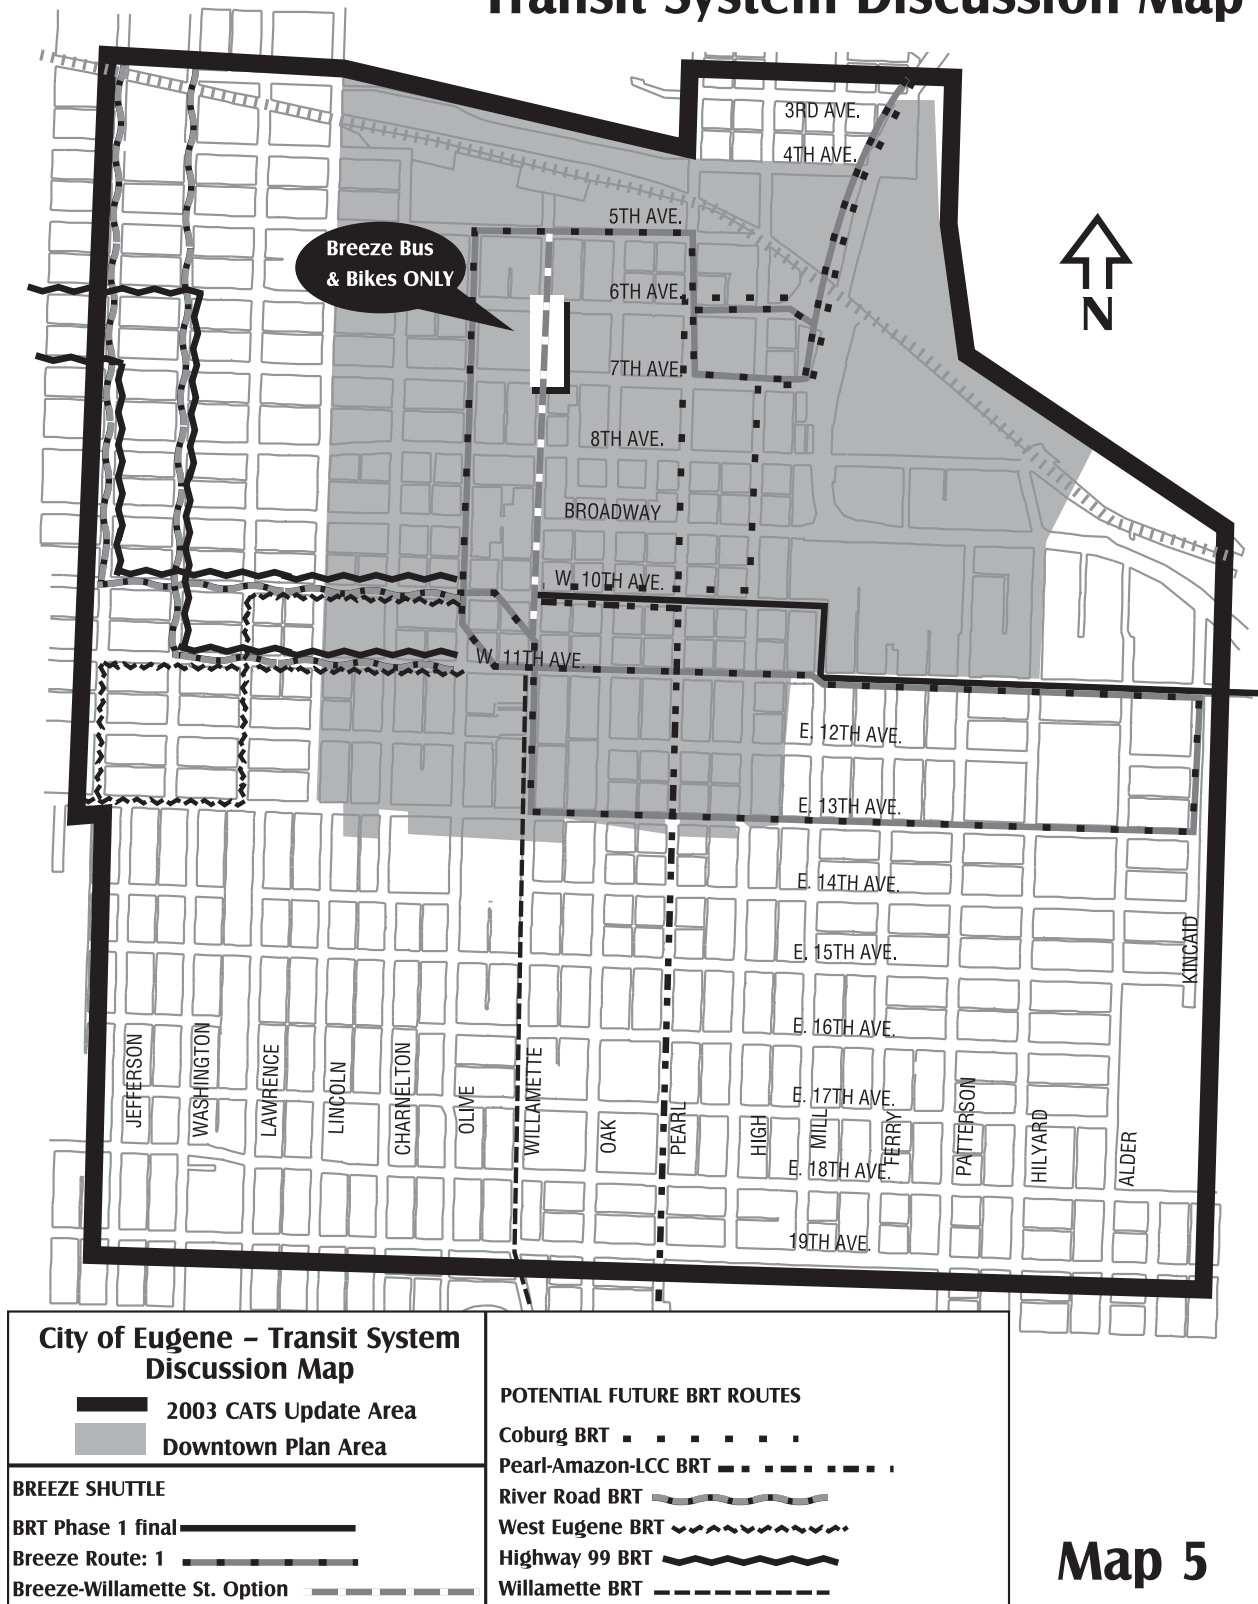 Transit System Discussion Map
3RD AVE.
4TH AVE.
5TH AVE.
Breeze Bus
& Bikes ONLY
6TH AVE.
N
7TH AVE.
8TH AVE.
BROADWAY
W. 10TH AVE.
W. 11TH AVE.
E. 12TH AVE.
E. 13TH AVE.
E. 14TH AVE.
E. 15TH AVE.
KINCAID
E. 16TH AVE.
E. 17TH AVE.
JEFFERSON
WASHINGTON
LAWRENCE
LINCOLN
CHARNELTON
OLIVE
WILLAMETTE
OAK
PEARL
HIGH
MILL
FERRY
PATTERSON
HILYARD
ALDER
E. 18TH AVE.
19TH AVE.
City of Eugene – Transit System
Discussion Map
2003 CATS Update Area
Downtown Plan Area
BREEZE SHUTTLE
BRT Phase 1 final
Breeze Route: 1
Breeze-Willamette St. Option
POTENTIAL FUTURE BRT ROUTES
Coburg BRT
Pearl-Amazon-LCC BRT
River Road BRT
West Eugene BRT
Highway 99 BRT
Willamette BRT
Map 5